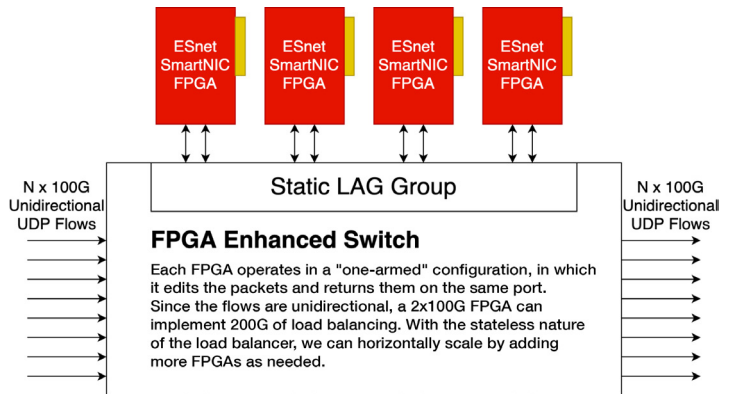 ESnet
SmartNIC
FPGA
ESnet
SmartNIC
FPGA
ESnet
SmartNIC
FPGA
ESnet
SmartNIC
FPGA
Static LAG Group
N x 100G
Unidirectional
UDP Flows
N x 100G
Unidirectional
UDP Flows
FPGA Enhanced Switch
Each FPGA operates in a "one-armed" configuration, in which
it edits the packets and returns them on the same port.
Since the flows are unidirectional, a 2x100G FPGA can
implement 200G of load balancing. With the stateless nature
of the load balancer, we can horizontally scale by adding
more FPGAs as needed.